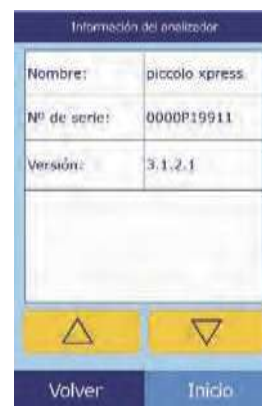 Información del analizador
Nombre: piccolo xpress
Nº de serie: 0000P19911
Versión: 3.1.2.1
Volver Inicio